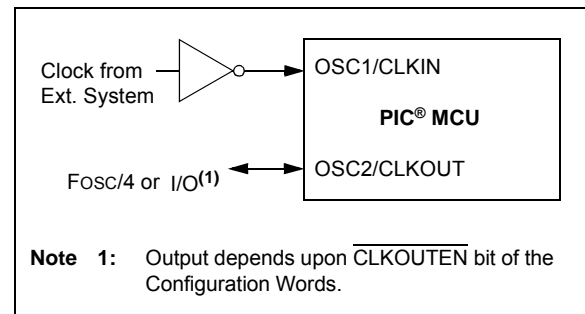 Clock from
Ext. System
OSC1/CLKIN
PIC® MCU
FOSC/4 or I/O(1)
OSC2/CLKOUT
Note 1: Output depends upon CLKOUTEN bit of the
Configuration Words.